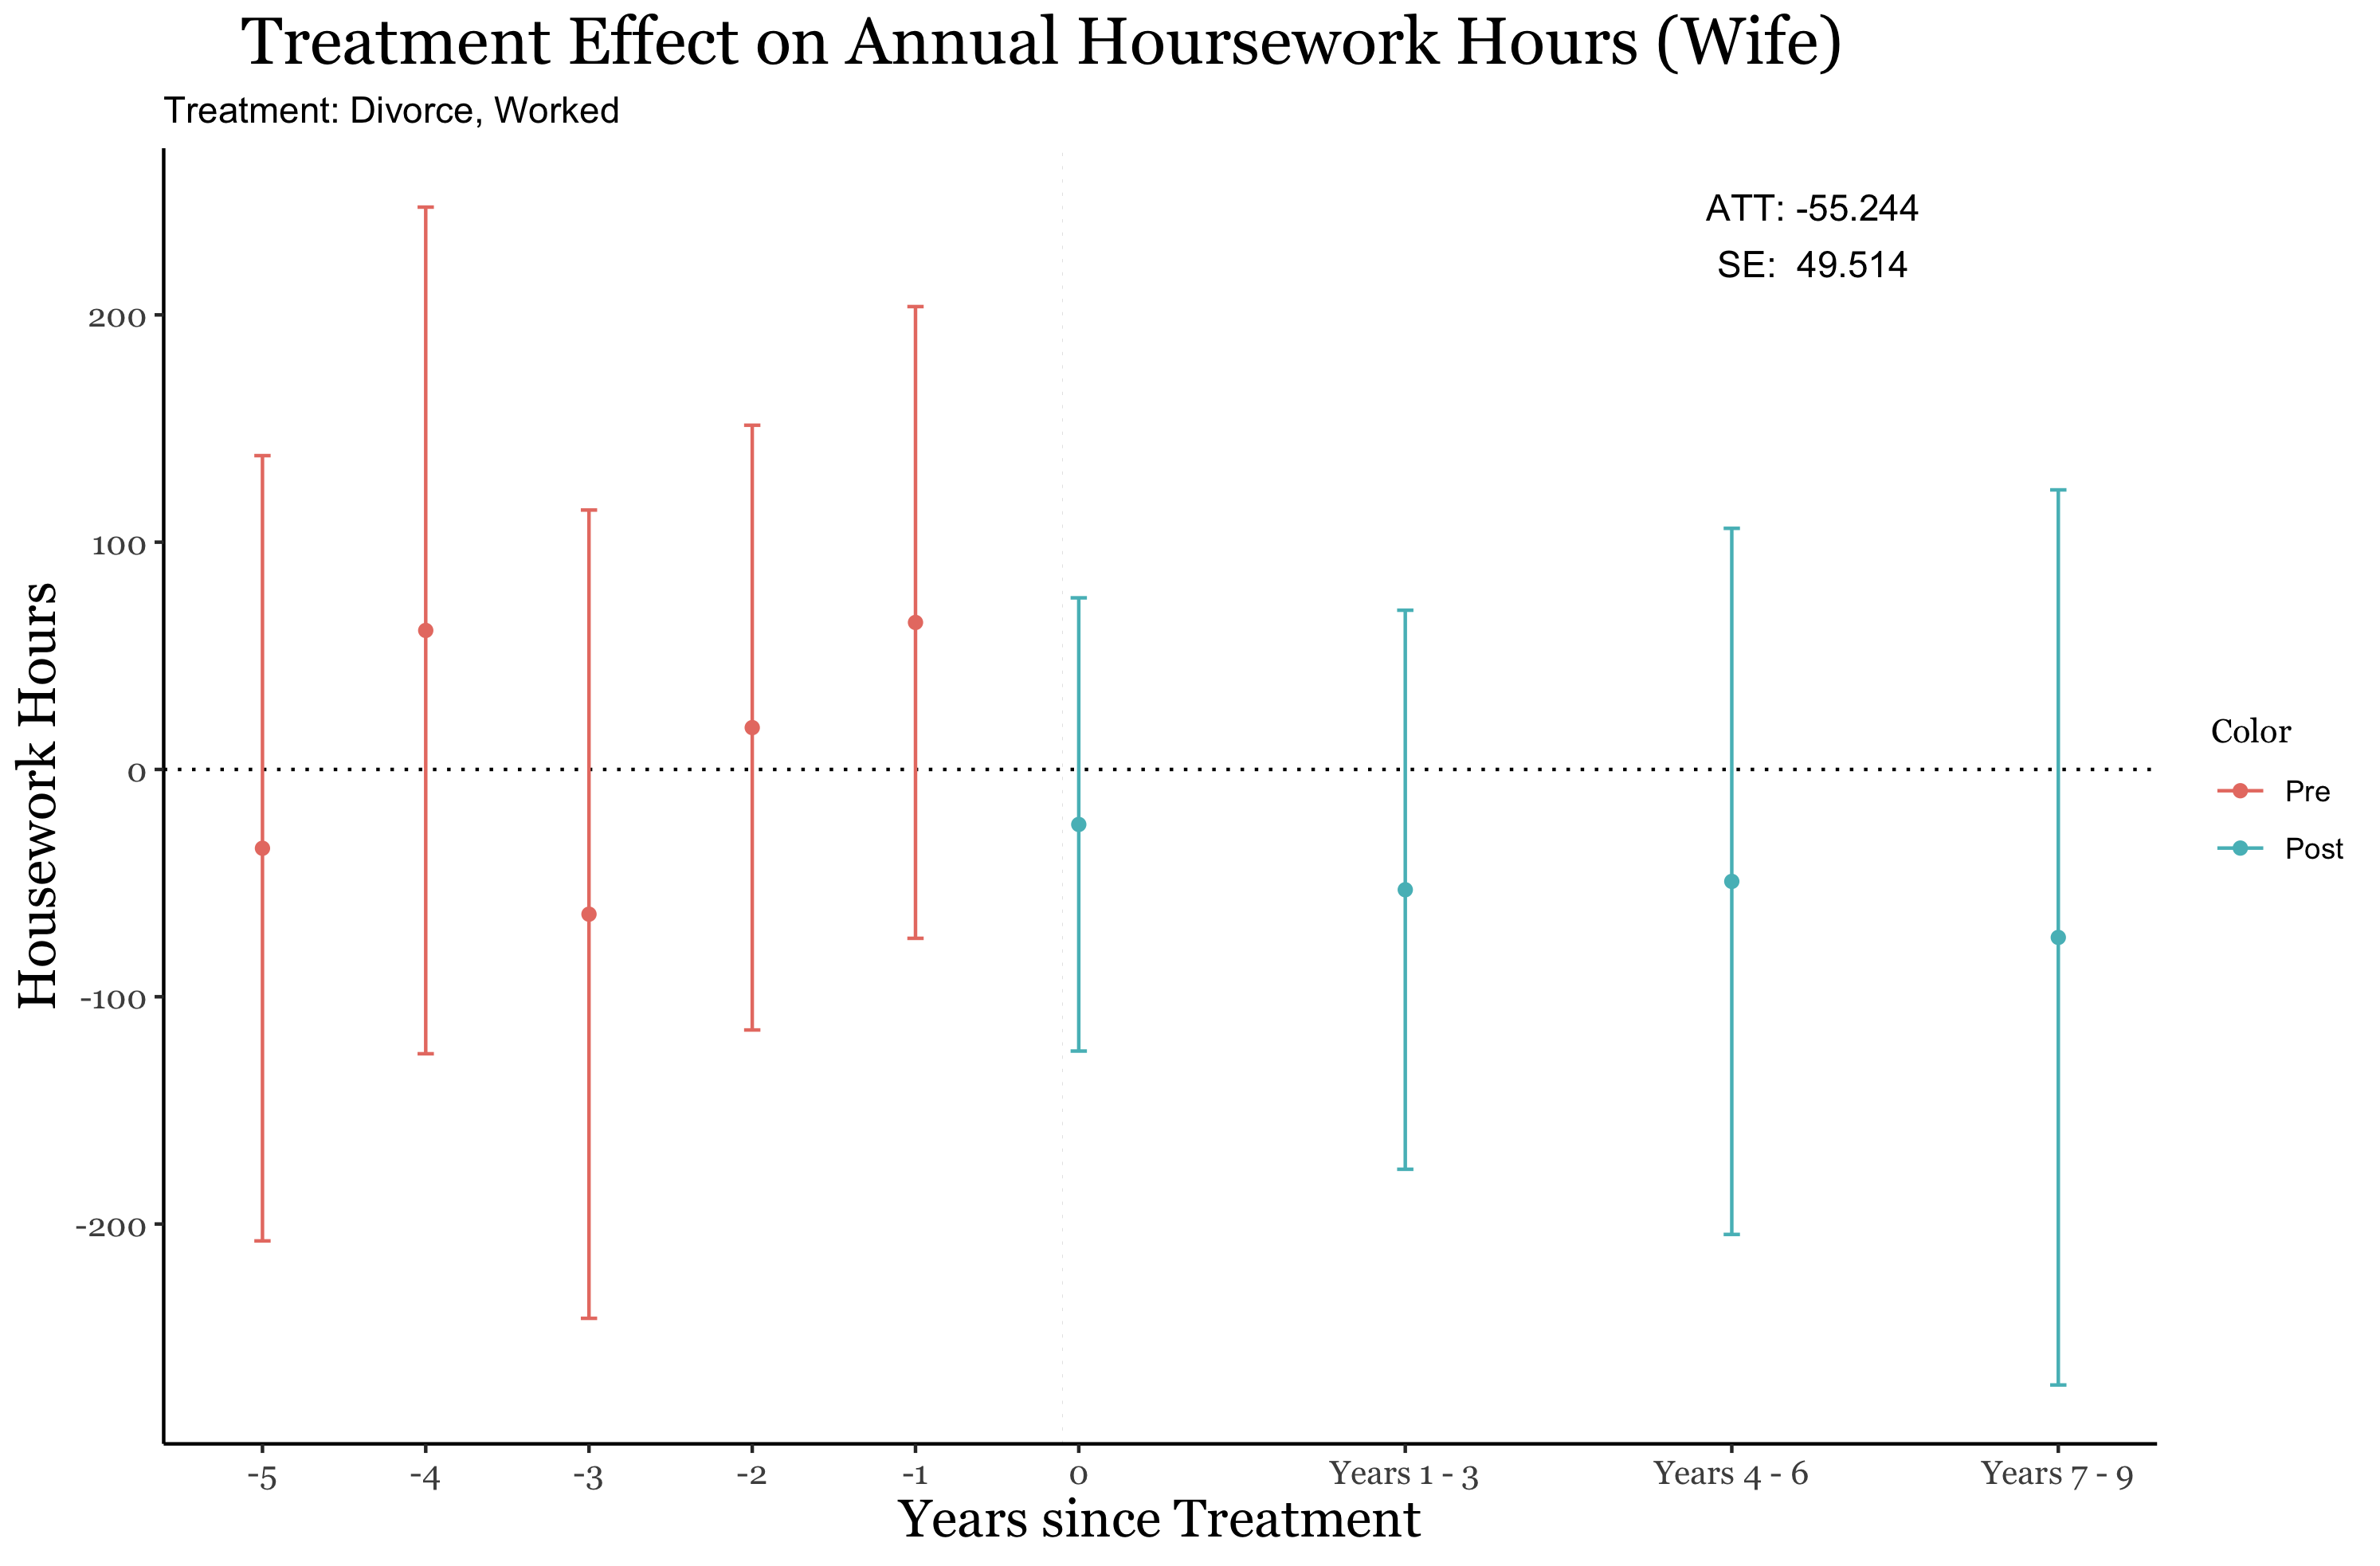 Treatment Effect on Annual Hoursework Hours (Wife)
Treatment: Divorce, Worked
ATT: -55.244
SE: 49.514
200
100
0
-100
-200
Housework Hours
Color
Pre
Post
-5 -4 -3 -2 -1 0 Years 1 - 3 Years 4 - 6 Years 7 - 9
Years since Treatment